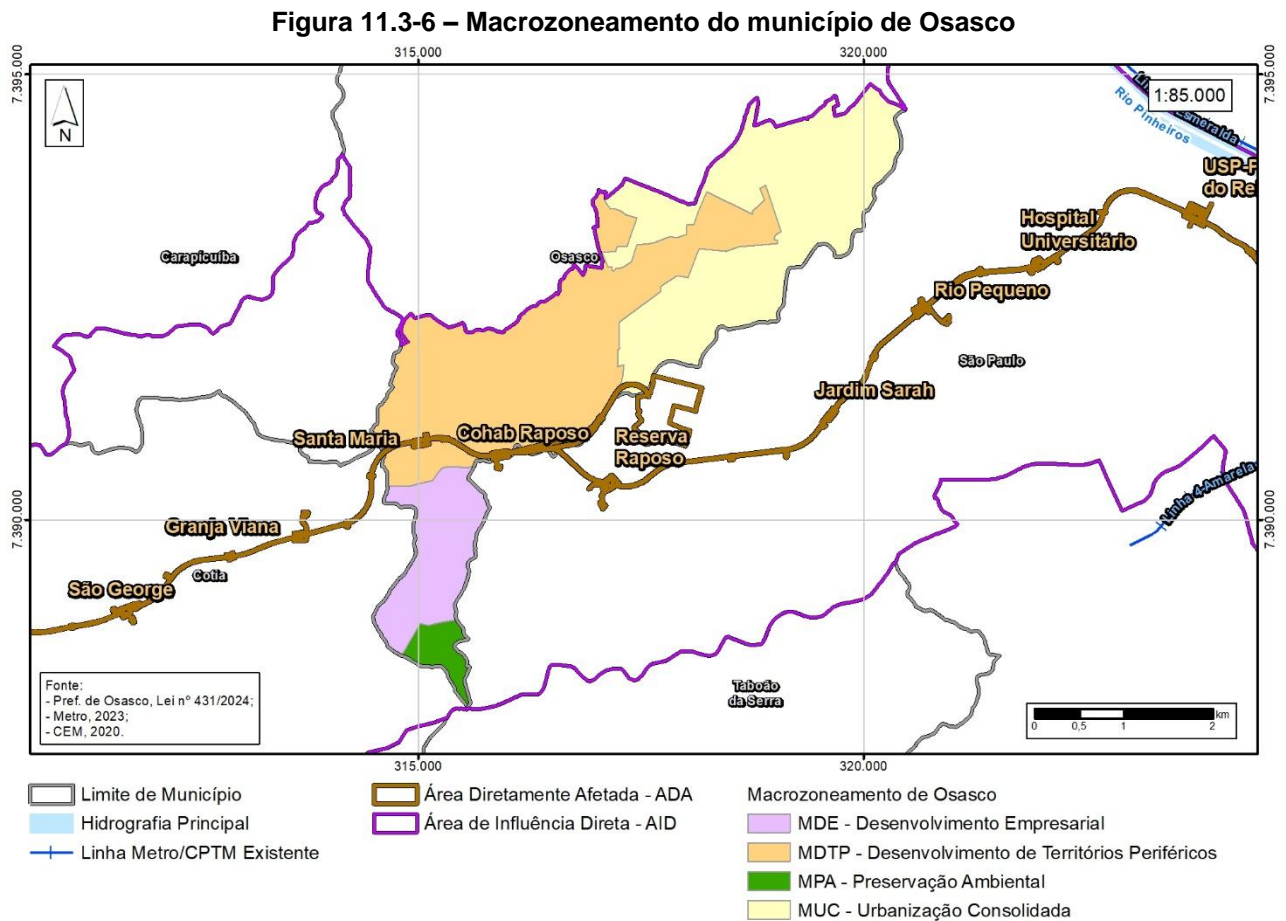 Figura 11.3-6 – Macrozoneamento do município de Osasco
315.000
320.000
7.395.000
7.395.000
N
1:85.000
Esmeralda
Rio Pinheiros
USP-P
do Rei
Hospital
Universitário
Carapicuíba
Osasco
Rio Pequeno
São Paulo
Jardim Sarah
Santa Maria
Cohab Raposo
Reserva
Raposo
Linha 4-Amarela
7.390.000
7.390.000
Granja Viana
Cotia
São George
Taboão
da Serra
Fonte:
- Pref. de Osasco, Lei nº 431/2024;
- Metro, 2023;
- CEM, 2020.
km
0 0,5 1 2
315.000
320.000
Limite de Município
Hidrografia Principal
Linha Metro/CPTM Existente
Área Diretamente Afetada - ADA
Área de Influência Direta - AID
Macrozoneamento de Osasco
MDE - Desenvolvimento Empresarial
MDTP - Desenvolvimento de Territórios Periféricos
MPA - Preservação Ambiental
MUC - Urbanização Consolidada